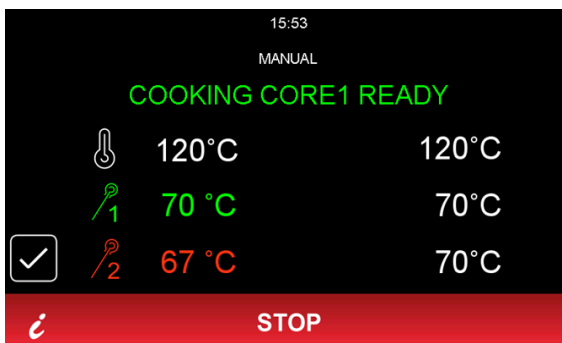 15:53
MANUAL
COOKING CORE1 READY
120°C 120°C
1 70 °C 70°C
2 67 °C 70°C
i STOP